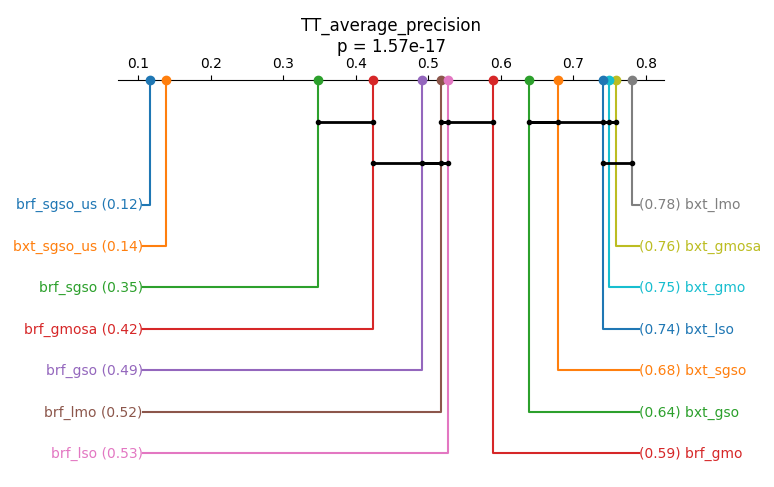 TT_average_precision
p = 1.57e-17
0.1 0.2 0.3 0.4 0.5 0.6 0.7 0.8
brf_sgso_us (0.12)
(0.78) bxt_lmo
bxt_sgso_us (0.14)
(0.76) bxt_gmosa
brf_sgso (0.35)
(0.75) bxt_gmo
brf_gmosa (0.42)
(0.74) bxt_lso
brf_gso (0.49)
(0.68) bxt_sgso
brf_lmo (0.52)
(0.64) bxt_gso
brf_lso (0.53)
(0.59) brf_gmo